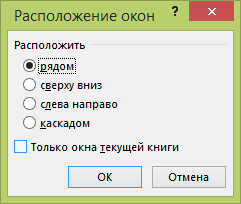 Расположение окон
Расположить
рядом
сверху вниз
слева направо
каскадом
Только окна текущей книги
ОК
Отмена